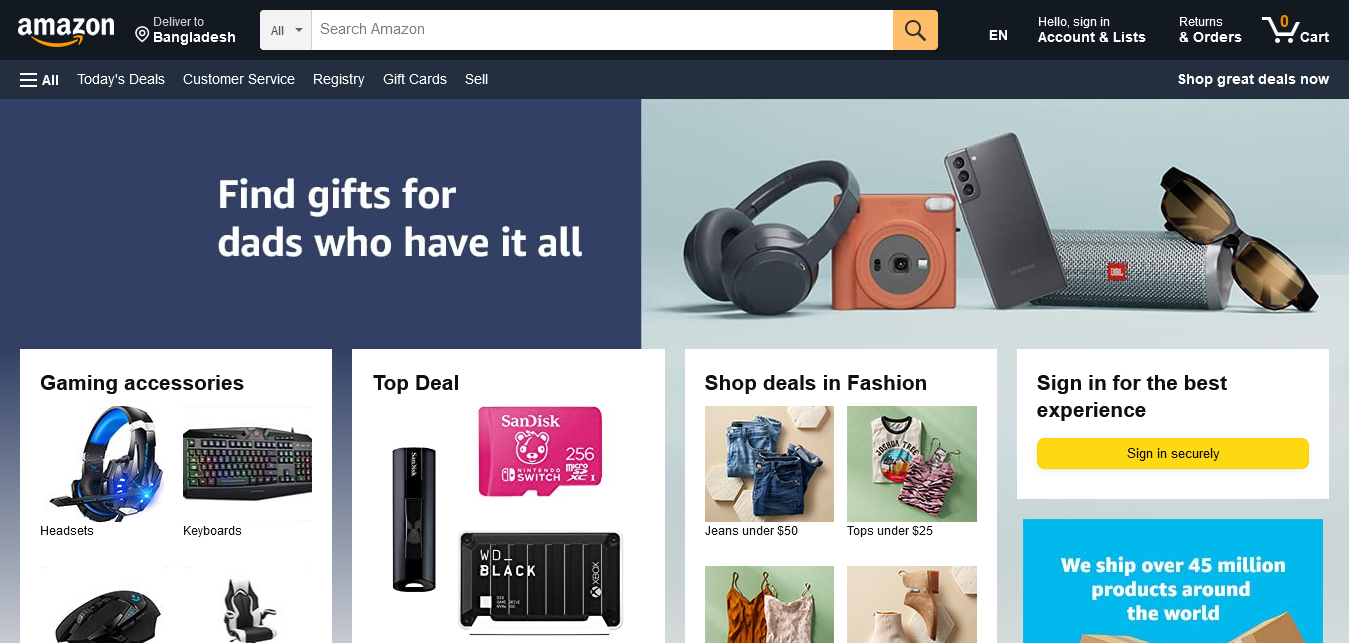 amazon
Deliver to
Bangladesh
All
Search Amazon
EN
Hello, sign in
Account & Lists
Returns
& Orders
0
Cart
All
Today's Deals
Customer Service
Registry
Gift Cards
Sell
Shop great deals now
Find gifts for
dads who have it all
SAMSUNG
JBL
Gaming accessories
Headsets
Keyboards
Top Deal
SanDisk
SanDisk
256
NINTENDO
SWITCH
micro
XC I
WD_
BLACK
XBOX
Shop deals in Fashion
JOSHUA TREE
Jeans under $50
Tops under $25
Sign in for the best
experience
Sign in securely
We ship over 45 million
products around
the world